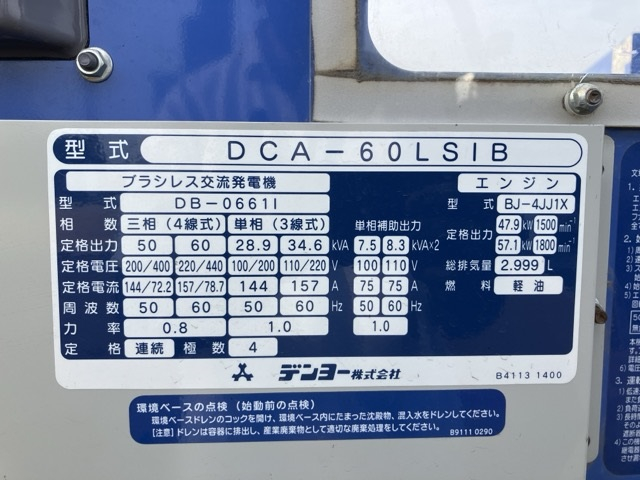 型式 DCA-60LSIB
ブラシレス交流発電機 エンジン
型式 DB-0661I 型式 BJ-4JJ1X
相数 三相(4線式) 単相(3線式) 単相補助出力 定格出力 47.9 kW 1500 min⁻¹
定格出力 50 60 28.9 34.6 kVA 7.5 8.3 kVA×2 57.1 kW 1800 min⁻¹
定格電圧 200/400 220/440 100/200 110/220 V 100 110 V 総排気量 2.999 L
定格電流 144/72.2 157/78.7 144 157 A 75 75 A 燃料 軽油
周波数 50 60 50 60 Hz 50 60 Hz
力率 0.8 1.0 1.0
定格 連続 極数 4
デンヨー株式会社 B4113 1400
環境ベースの点検(始動前の点検)
環境ベースドレンのコックを開け、環境ベース内にたまった沈殿物、混入水をドレンしてください。
[注意]ドレンは容器に排出し、産業廃棄物として適切な廃棄処理をしてください。 B9111 0290